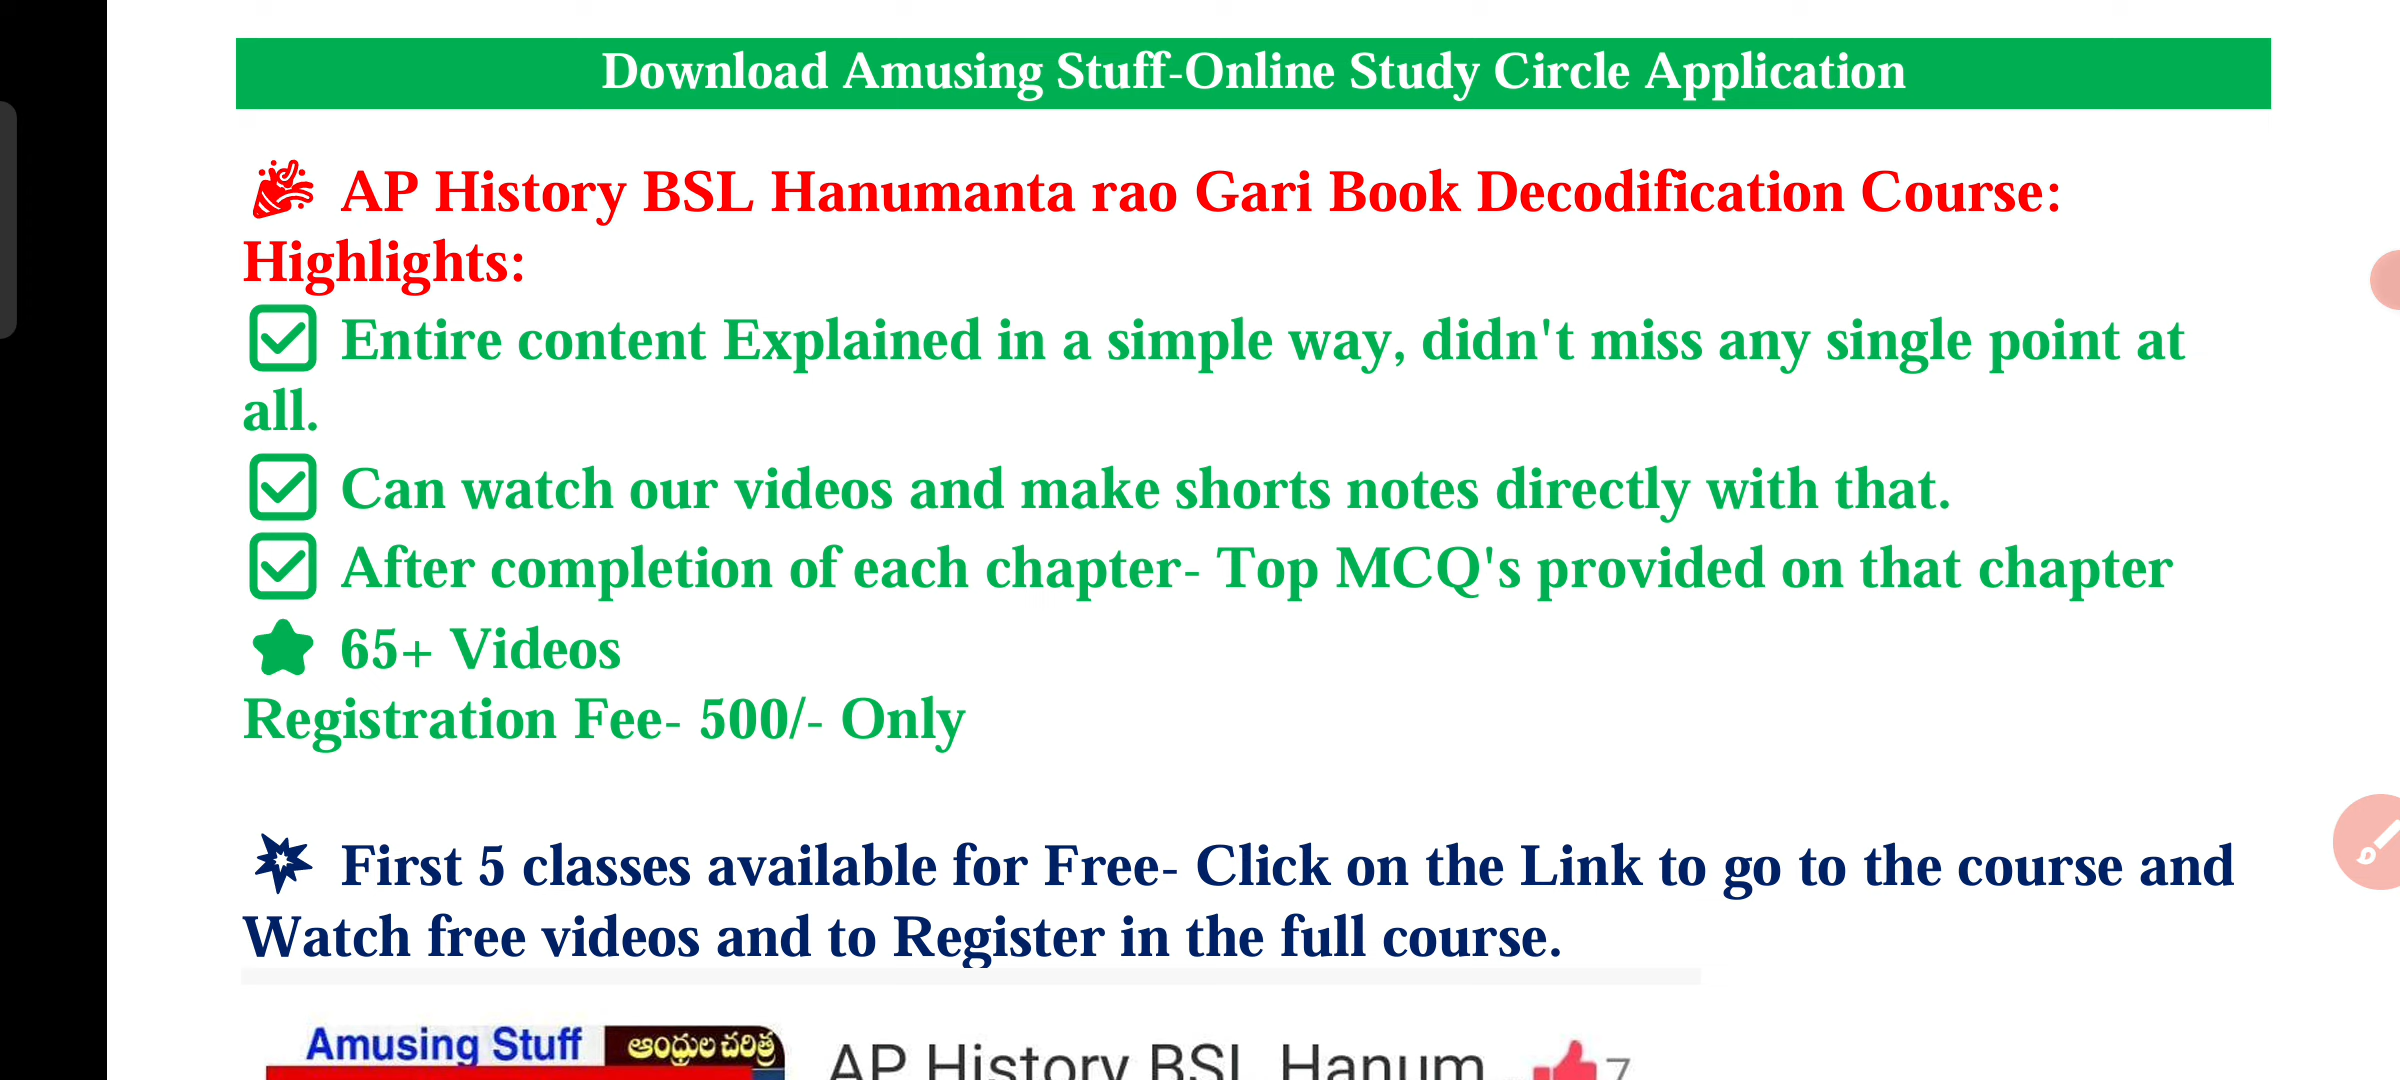 Download Amusing Stuff-Online Study Circle Application
AP History BSL Hanumanta rao Gari Book Decodification Course:
Highlights:
Entire content Explained in a simple way, didn't miss any single point at
all.
Can watch our videos and make shorts notes directly with that.
After completion of each chapter- Top MCQ's provided on that chapter
65+ Videos
Registration Fee- 500/- Only
First 5 classes available for Free- Click on the Link to go to the course and
Watch free videos and to Register in the full course.
Amusing Stuff ఆంధ్రుల చరిత్ర
AP History BSL Hanum 7